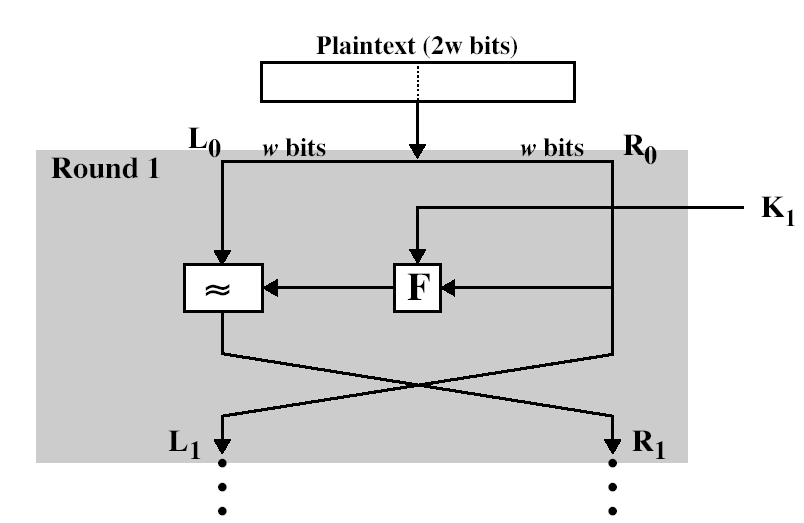 Plaintext (2w bits)
L0 w bits w bits R0
Round 1
K1
≈ F
L1 R1